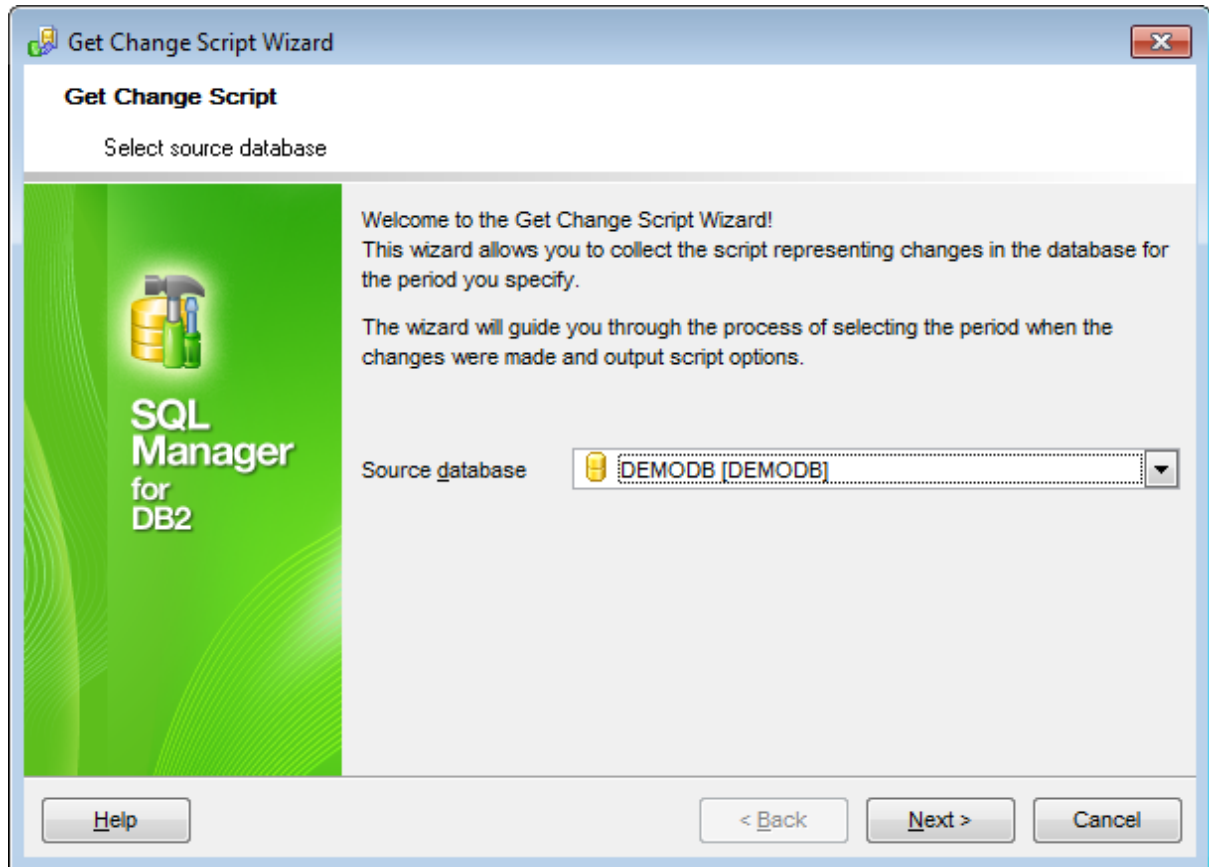 Get Change Script Wizard
Get Change Script
Select source database
Welcome to the Get Change Script Wizard!
This wizard allows you to collect the script representing changes in the database for
the period you specify.
The wizard will guide you through the process of selecting the period when the
changes were made and output script options.
SQL
Manager
for
DB2
Source database
DEMODB [DEMODB]
Help
< Back
Next >
Cancel